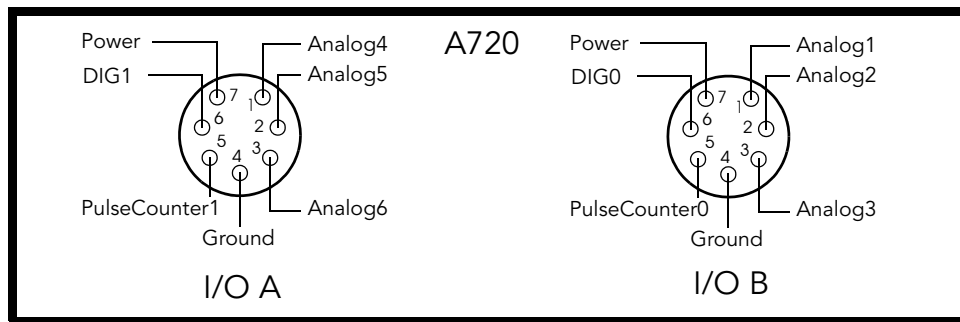 A720
Power
Analog4
DIG1
Analog5
7
1
6
2
5
3
4
PulseCounter1
Analog6
Ground
I/O A
Power
Analog1
DIG0
Analog2
7
1
6
2
5
3
4
PulseCounter0
Analog3
Ground
I/O B